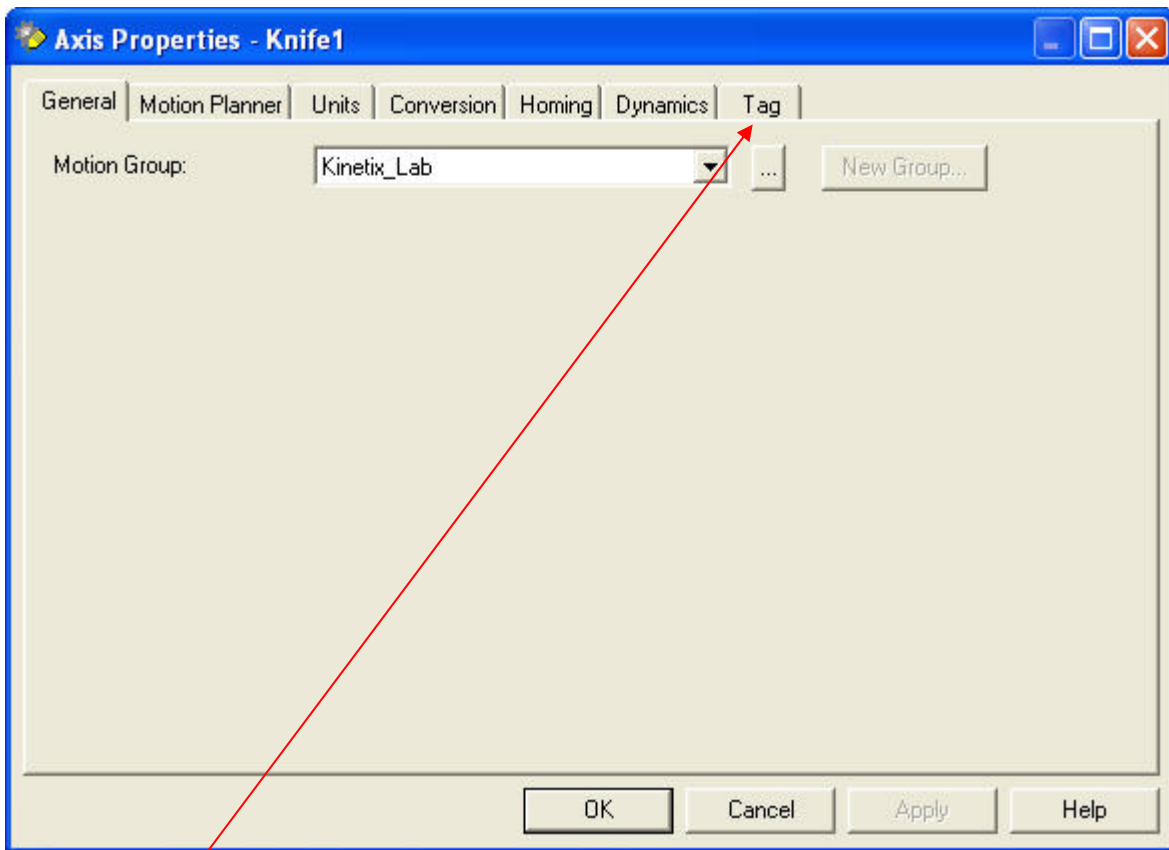 Axis Properties - Knife1
General Motion Planner Units Conversion Homing Dynamics Tag
Motion Group: Kinetix_Lab ... New Group...
OK Cancel Apply Help